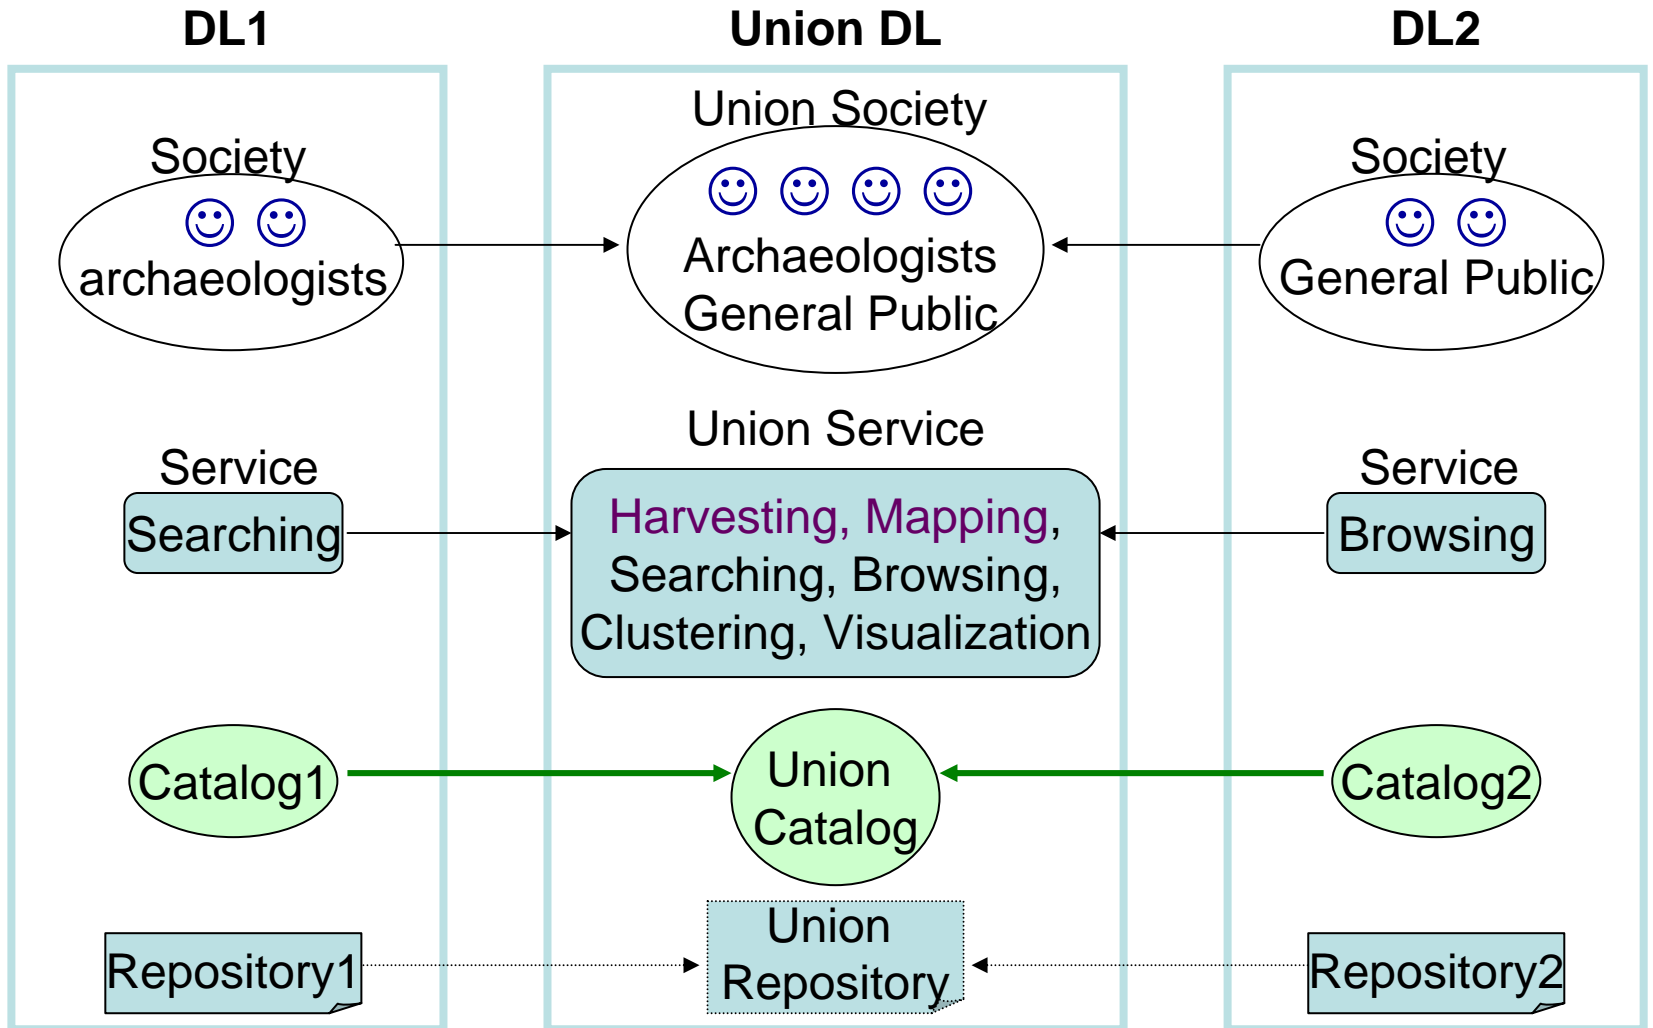 DL1
Union DL
DL2
Society
archaeologists
Union Society
Archaeologists
General Public
Society
General Public
Service
Searching
Union Service
Harvesting, Mapping,
Searching, Browsing,
Clustering, Visualization
Service
Browsing
Catalog1
Union
Catalog
Catalog2
Repository1
Union
Repository
Repository2